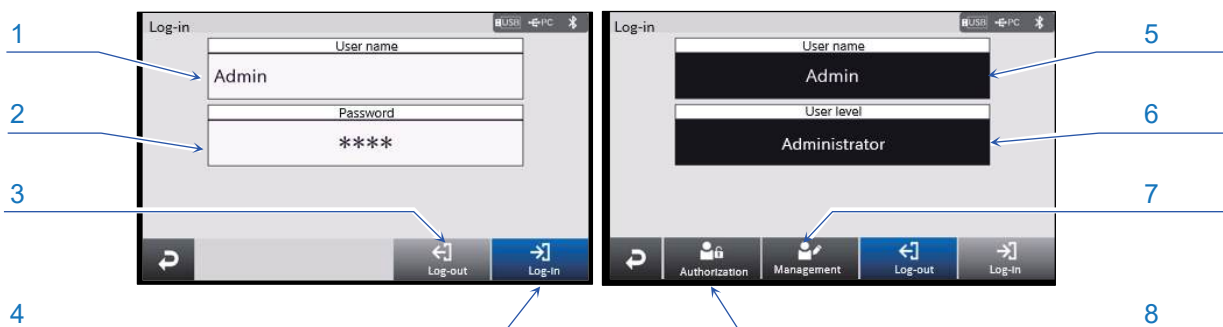 1
Log-in
USB PC
User name
Admin
2
Password
****
3
Log-out
Log-in
4
Log-in
USB PC
5
User name
Admin
6
User level
Administrator
7
Authorization
Management
Log-out
Log-in
8